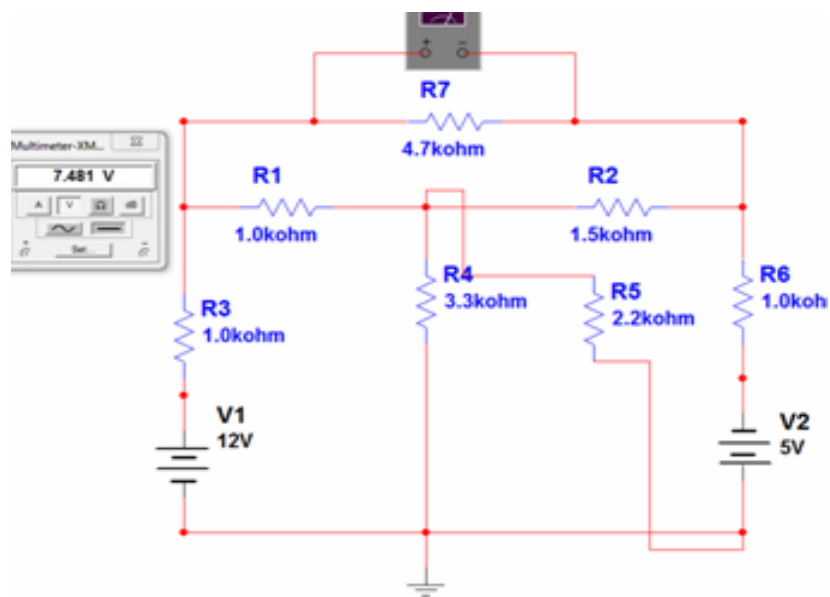 + -
R7
4.7kohm
Multimeter-XM...
7.481 V
A V Ω dB
Set...
+ -
R1
1.0kohm
R2
1.5kohm
R3
1.0kohm
R4
3.3kohm
R5
2.2kohm
R6
1.0koh
V1
12V
V2
5V